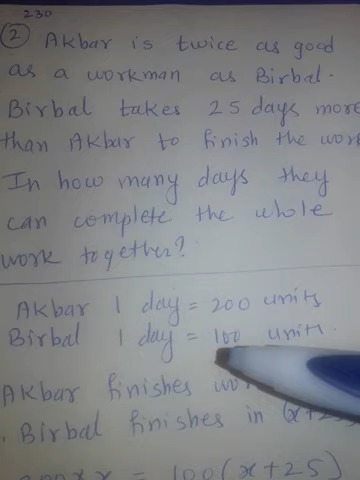 230
2 Akbar is twice as good
as a workman as Birbal.
Birbal takes 25 days more
than Akbar to finish the
In how many days they
can complete the whole
work together?
Akbar 1 day = 200 units
Birbal 1 day = 100 units.
Akbar finishes
Birbal finishes in (x+25
= 100(x+25)